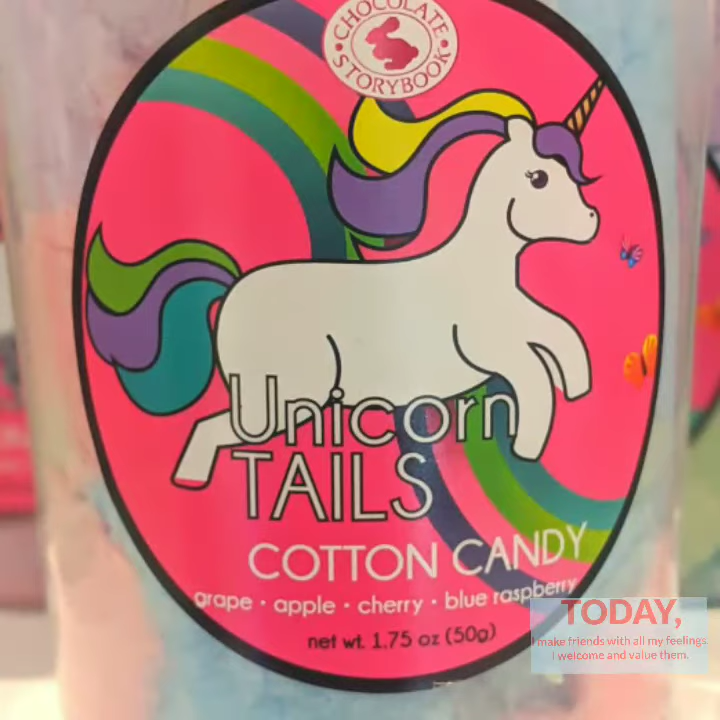 CHOCOLATE
STORYBOOK
Unicorn
TAILS
COTTON CANDY
grape • apple • cherry • blue raspberry
net wt. 1.75 oz (50g)
TODAY,
I make friends with all my feelings.
I welcome and value them.